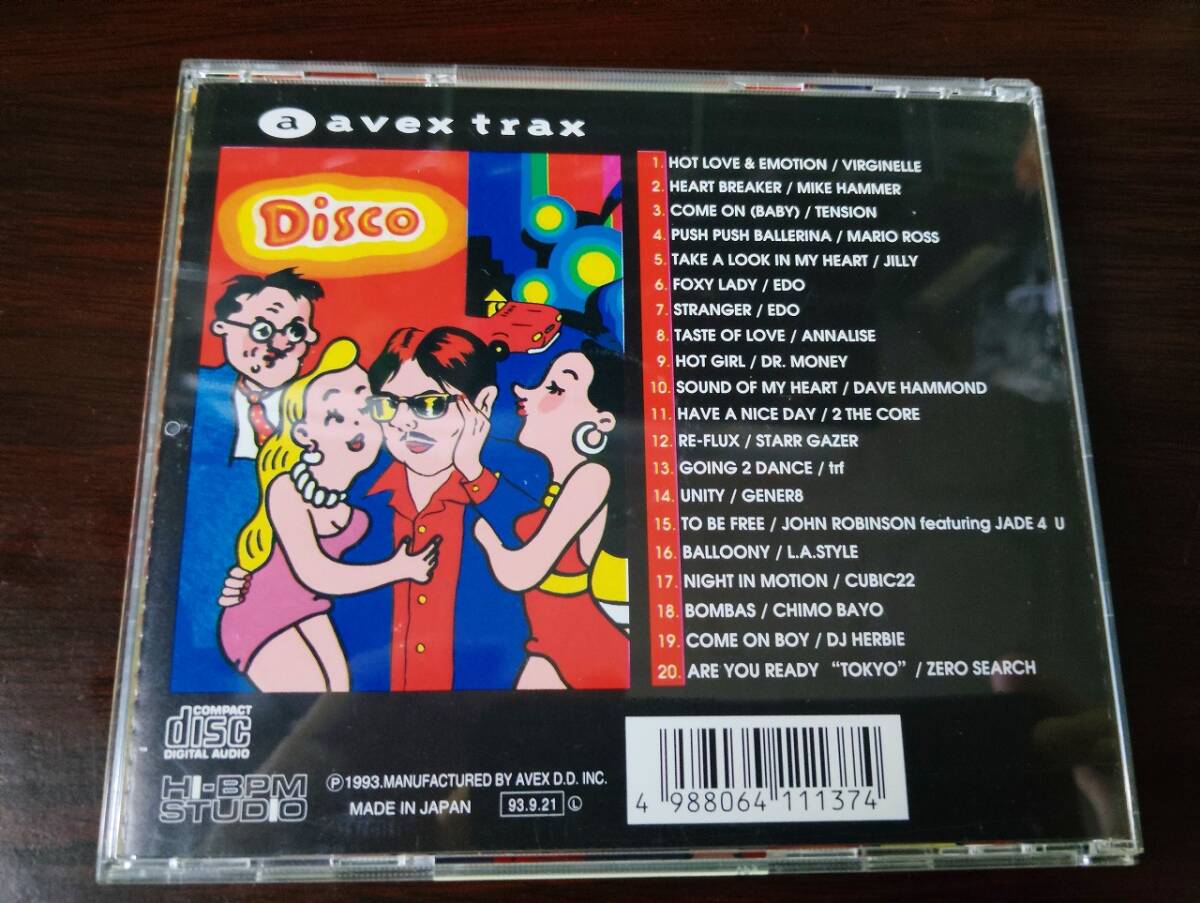 a avex trax
Disco
1. HOT LOVE & EMOTION / VIRGINELLE
2. HEART BREAKER / MIKE HAMMER
3. COME ON (BABY) / TENSION
4. PUSH PUSH BALLERINA / MARIO ROSS
5. TAKE A LOOK IN MY HEART / JILLY
6. FOXY LADY / EDO
7. STRANGER / EDO
8. TASTE OF LOVE / ANNALISE
9. HOT GIRL / DR. MONEY
10. SOUND OF MY HEART / DAVE HAMMOND
11. HAVE A NICE DAY / 2 THE CORE
12. RE-FLUX / STARR GAZER
13. GOING 2 DANCE / trf
14. UNITY / GENER8
15. TO BE FREE / JOHN ROBINSON featuring JADE 4 U
16. BALLOONY / L.A.STYLE
17. NIGHT IN MOTION / CUBIC22
18. BOMBAS / CHIMO BAYO
19. COME ON BOY / DJ HERBIE
20. ARE YOU READY “TOKYO” / ZERO SEARCH
COMPACT
disc
DIGITAL AUDIO
HI-BPM
STUDIO
Ⓟ1993.MANUFACTURED BY AVEX D.D. INC.
MADE IN JAPAN 93.9.21 Ⓛ
4 988064 111374